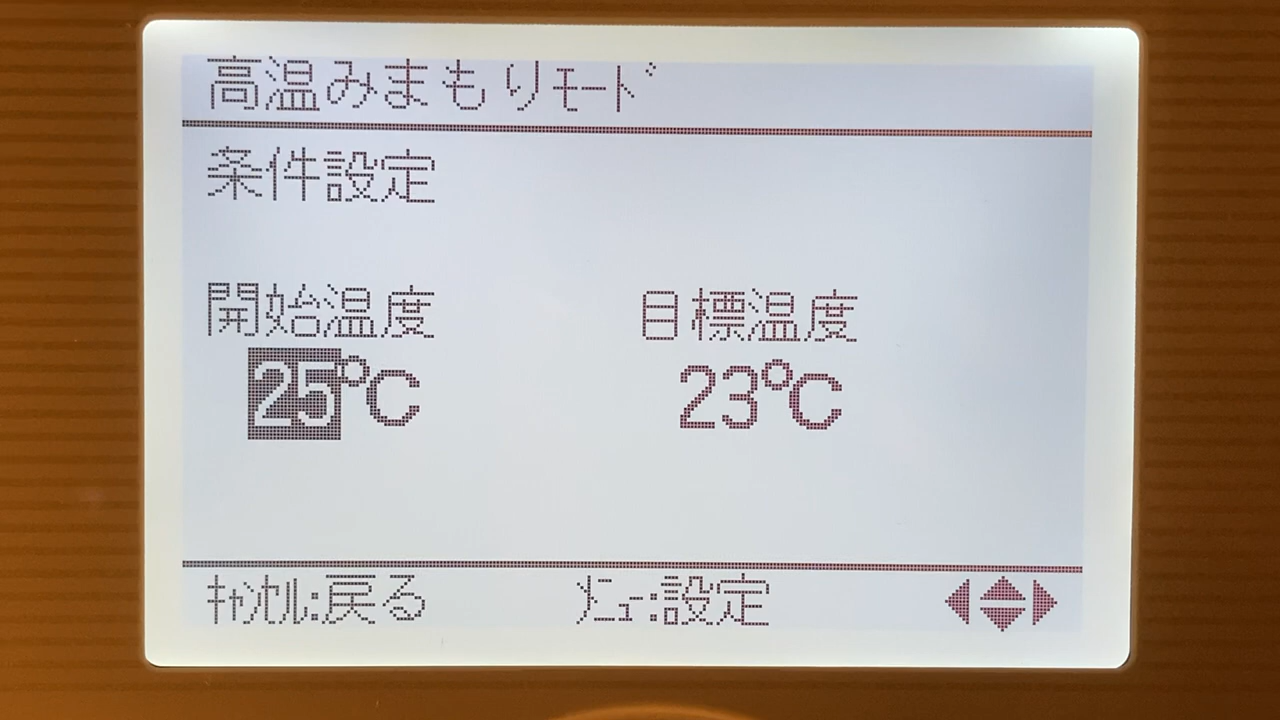 高温みまもりﾓｰﾄﾞ
条件設定
開始温度 目標温度
25℃ 23℃
ｷｬﾝｾﾙ:戻る ﾒﾆｭｰ:設定 ◀◆▶